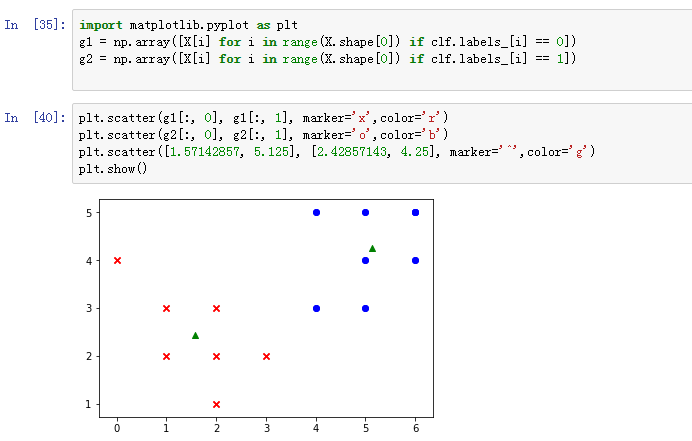 In [35]:
import matplotlib.pyplot as plt
g1 = np.array([X[i] for i in range(X.shape[0]) if clf.labels_[i] == 0])
g2 = np.array([X[i] for i in range(X.shape[0]) if clf.labels_[i] == 1])
In [40]:
plt.scatter(g1[:, 0], g1[:, 1], marker='x',color='r')
plt.scatter(g2[:, 0], g2[:, 1], marker='o',color='b')
plt.scatter([1.57142857, 5.125], [2.42857143, 4.25], marker='^',color='g')
plt.show()
5
4
3
2
1
0 1 2 3 4 5 6